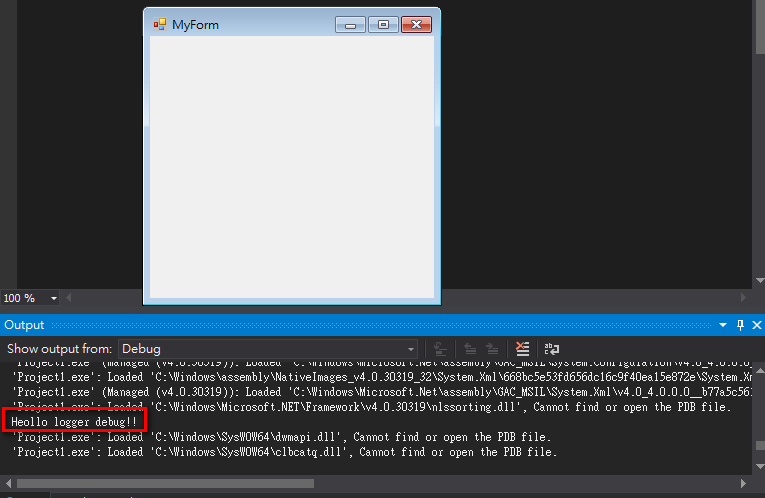 MyForm
100 %
Output
Show output from: Debug
'Project1.exe' (Managed (v4.0.30319)): Loaded 'C:\Windows\Microsoft.Net\assembly\GAC_MSIL\System.Configuration\v4.0_4.0.0.0_
'Project1.exe': Loaded 'C:\Windows\assembly\NativeImages_v4.0.30319_32\System.Xml\668bc5e53fd656dc16c9f40ea15e872e\System.Xm
'Project1.exe' (Managed (v4.0.30319)): Loaded 'C:\Windows\Microsoft.Net\assembly\GAC_MSIL\System.Xml\v4.0_4.0.0.0__b77a5c561
'Project1.exe': Loaded 'C:\Windows\Microsoft.NET\Framework\v4.0.30319\nlssorting.dll', Cannot find or open the PDB file.
Heollo logger debug!!
'Project1.exe': Loaded 'C:\Windows\SysWOW64\dwmapi.dll', Cannot find or open the PDB file.
'Project1.exe': Loaded 'C:\Windows\SysWOW64\clbcatq.dll', Cannot find or open the PDB file.